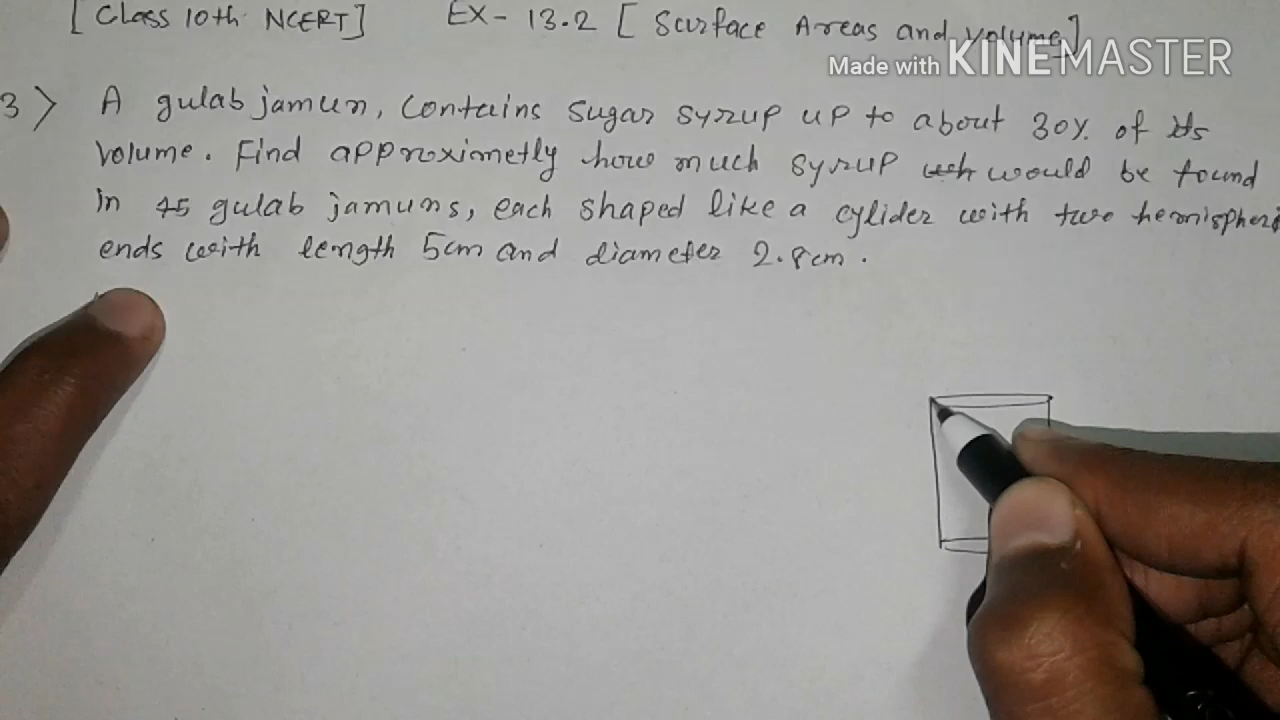 [Class 10th NCERT] EX- 13.2 [Surface Areas and Volume]
Made with KINEMASTER
3> A gulab jamun, contains sugar syrup up to about 30% of its
volume. Find approximetly how much syrup would be found
in 45 gulab jamuns, each shaped like a cylider with two hemispheri
ends with length 5cm and diameter 2.8cm.